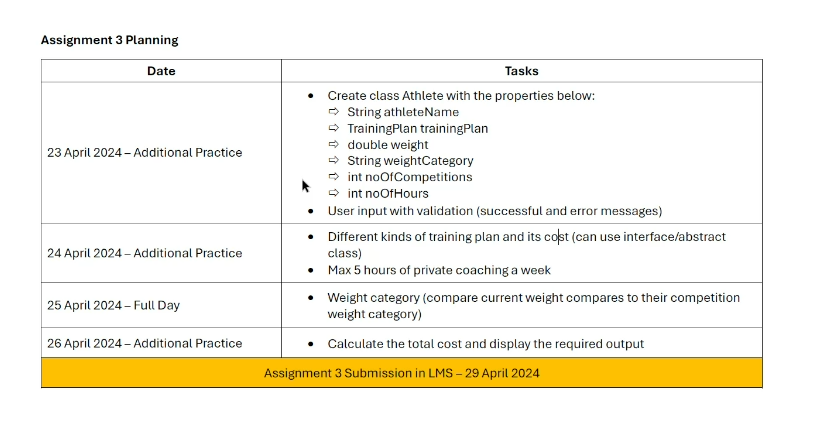 Assignment 3 Planning
Date
Tasks
23 April 2024 – Additional Practice
• Create class Athlete with the properties below:
⇨ String athleteName
⇨ TrainingPlan trainingPlan
⇨ double weight
⇨ String weightCategory
⇨ int noOfCompetitions
⇨ int noOfHours
• User input with validation (successful and error messages)
24 April 2024 – Additional Practice
• Different kinds of training plan and its cost (can use interface/abstract
class)
• Max 5 hours of private coaching a week
25 April 2024 – Full Day
• Weight category (compare current weight compares to their competition
weight category)
26 April 2024 – Additional Practice
• Calculate the total cost and display the required output
Assignment 3 Submission in LMS – 29 April 2024